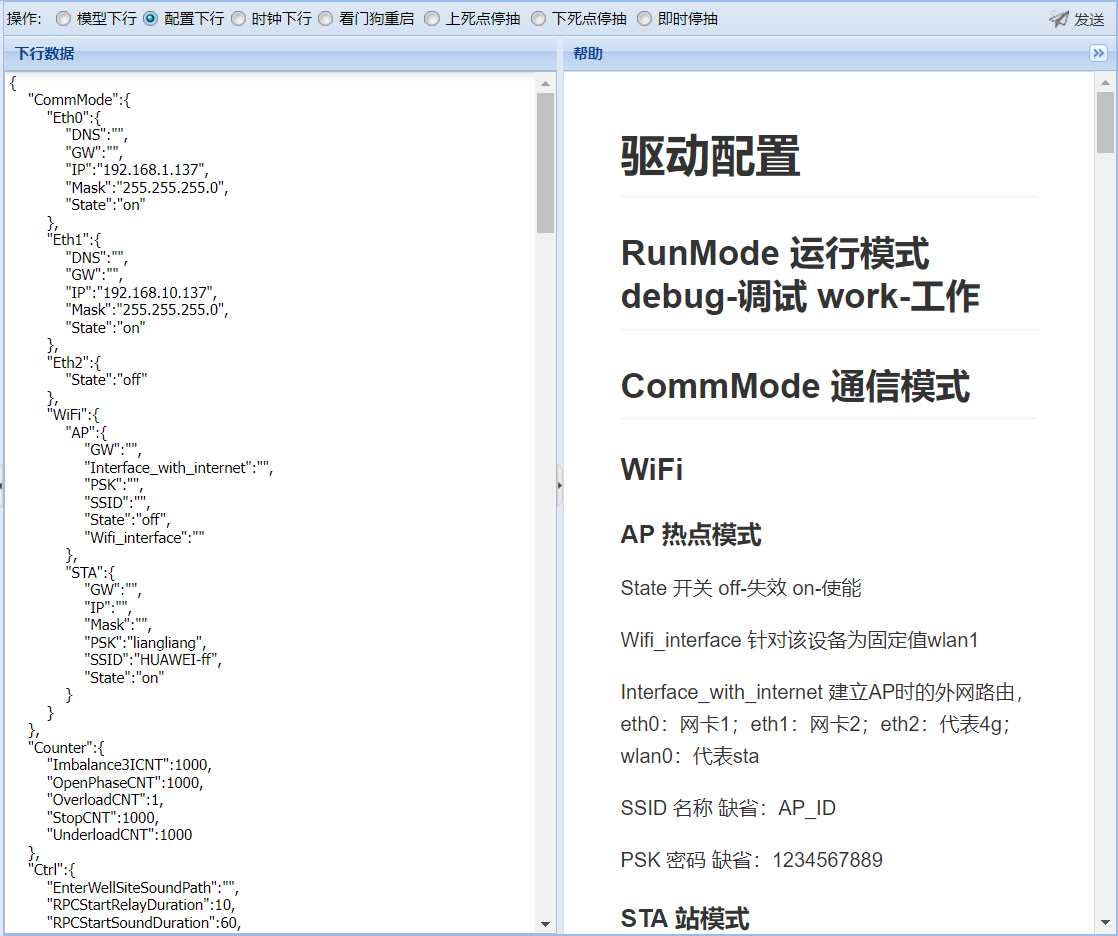 操作: 模型下行 配置下行 时钟下行 看门狗重启 上死点停抽 下死点停抽 即时停抽 发送
下行数据
{
"CommMode":{
"Eth0":{
"DNS":"",
"GW":"",
"IP":"192.168.1.137",
"Mask":"255.255.255.0",
"State":"on"
},
"Eth1":{
"DNS":"",
"GW":"",
"IP":"192.168.10.137",
"Mask":"255.255.255.0",
"State":"on"
},
"Eth2":{
"State":"off"
},
"WiFi":{
"AP":{
"GW":"",
"Interface_with_internet":"",
"PSK":"",
"SSID":"",
"State":"off",
"Wifi_interface":""
},
"STA":{
"GW":"",
"IP":"",
"Mask":"",
"PSK":"liangliang",
"SSID":"HUAWEI-ff",
"State":"on"
}
}
},
"Counter":{
"Imbalance3ICNT":1000,
"OpenPhaseCNT":1000,
"OverloadCNT":1,
"StopCNT":1000,
"UnderloadCNT":1000
},
"Ctrl":{
"EnterWellSiteSoundPath":"",
"RPCStartRelayDuration":10,
"RPCStartSoundDuration":60,
帮助
驱动配置
RunMode 运行模式
debug-调试 work-工作
CommMode 通信模式
WiFi
AP 热点模式
State 开关 off-失效 on-使能
Wifi_interface 针对该设备为固定值wlan1
Interface_with_internet 建立AP时的外网路由，
eth0：网卡1；eth1：网卡2；eth2：代表4g；
wlan0：代表sta
SSID 名称 缺省：AP_ID
PSK 密码 缺省：1234567889
STA 站模式